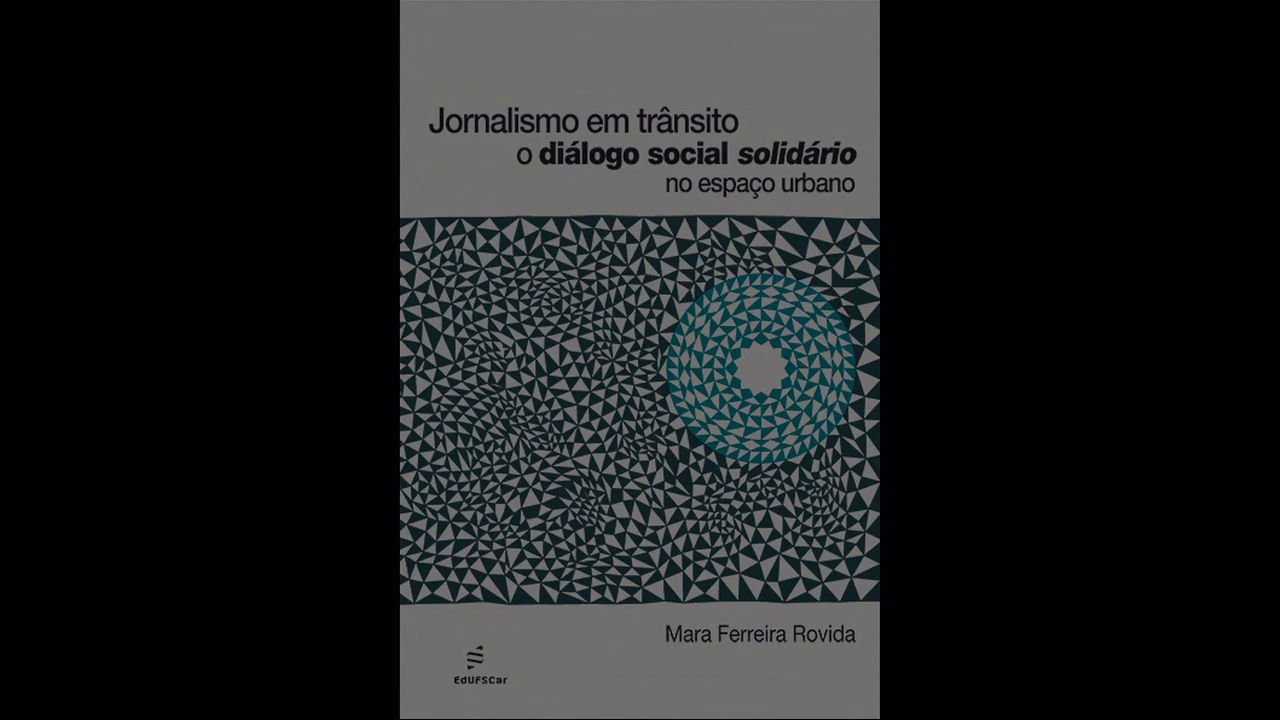 Jornalismo em trânsito
o diálogo social solidário
no espaço urbano
Mara Ferreira Rovida
EdUFSCar